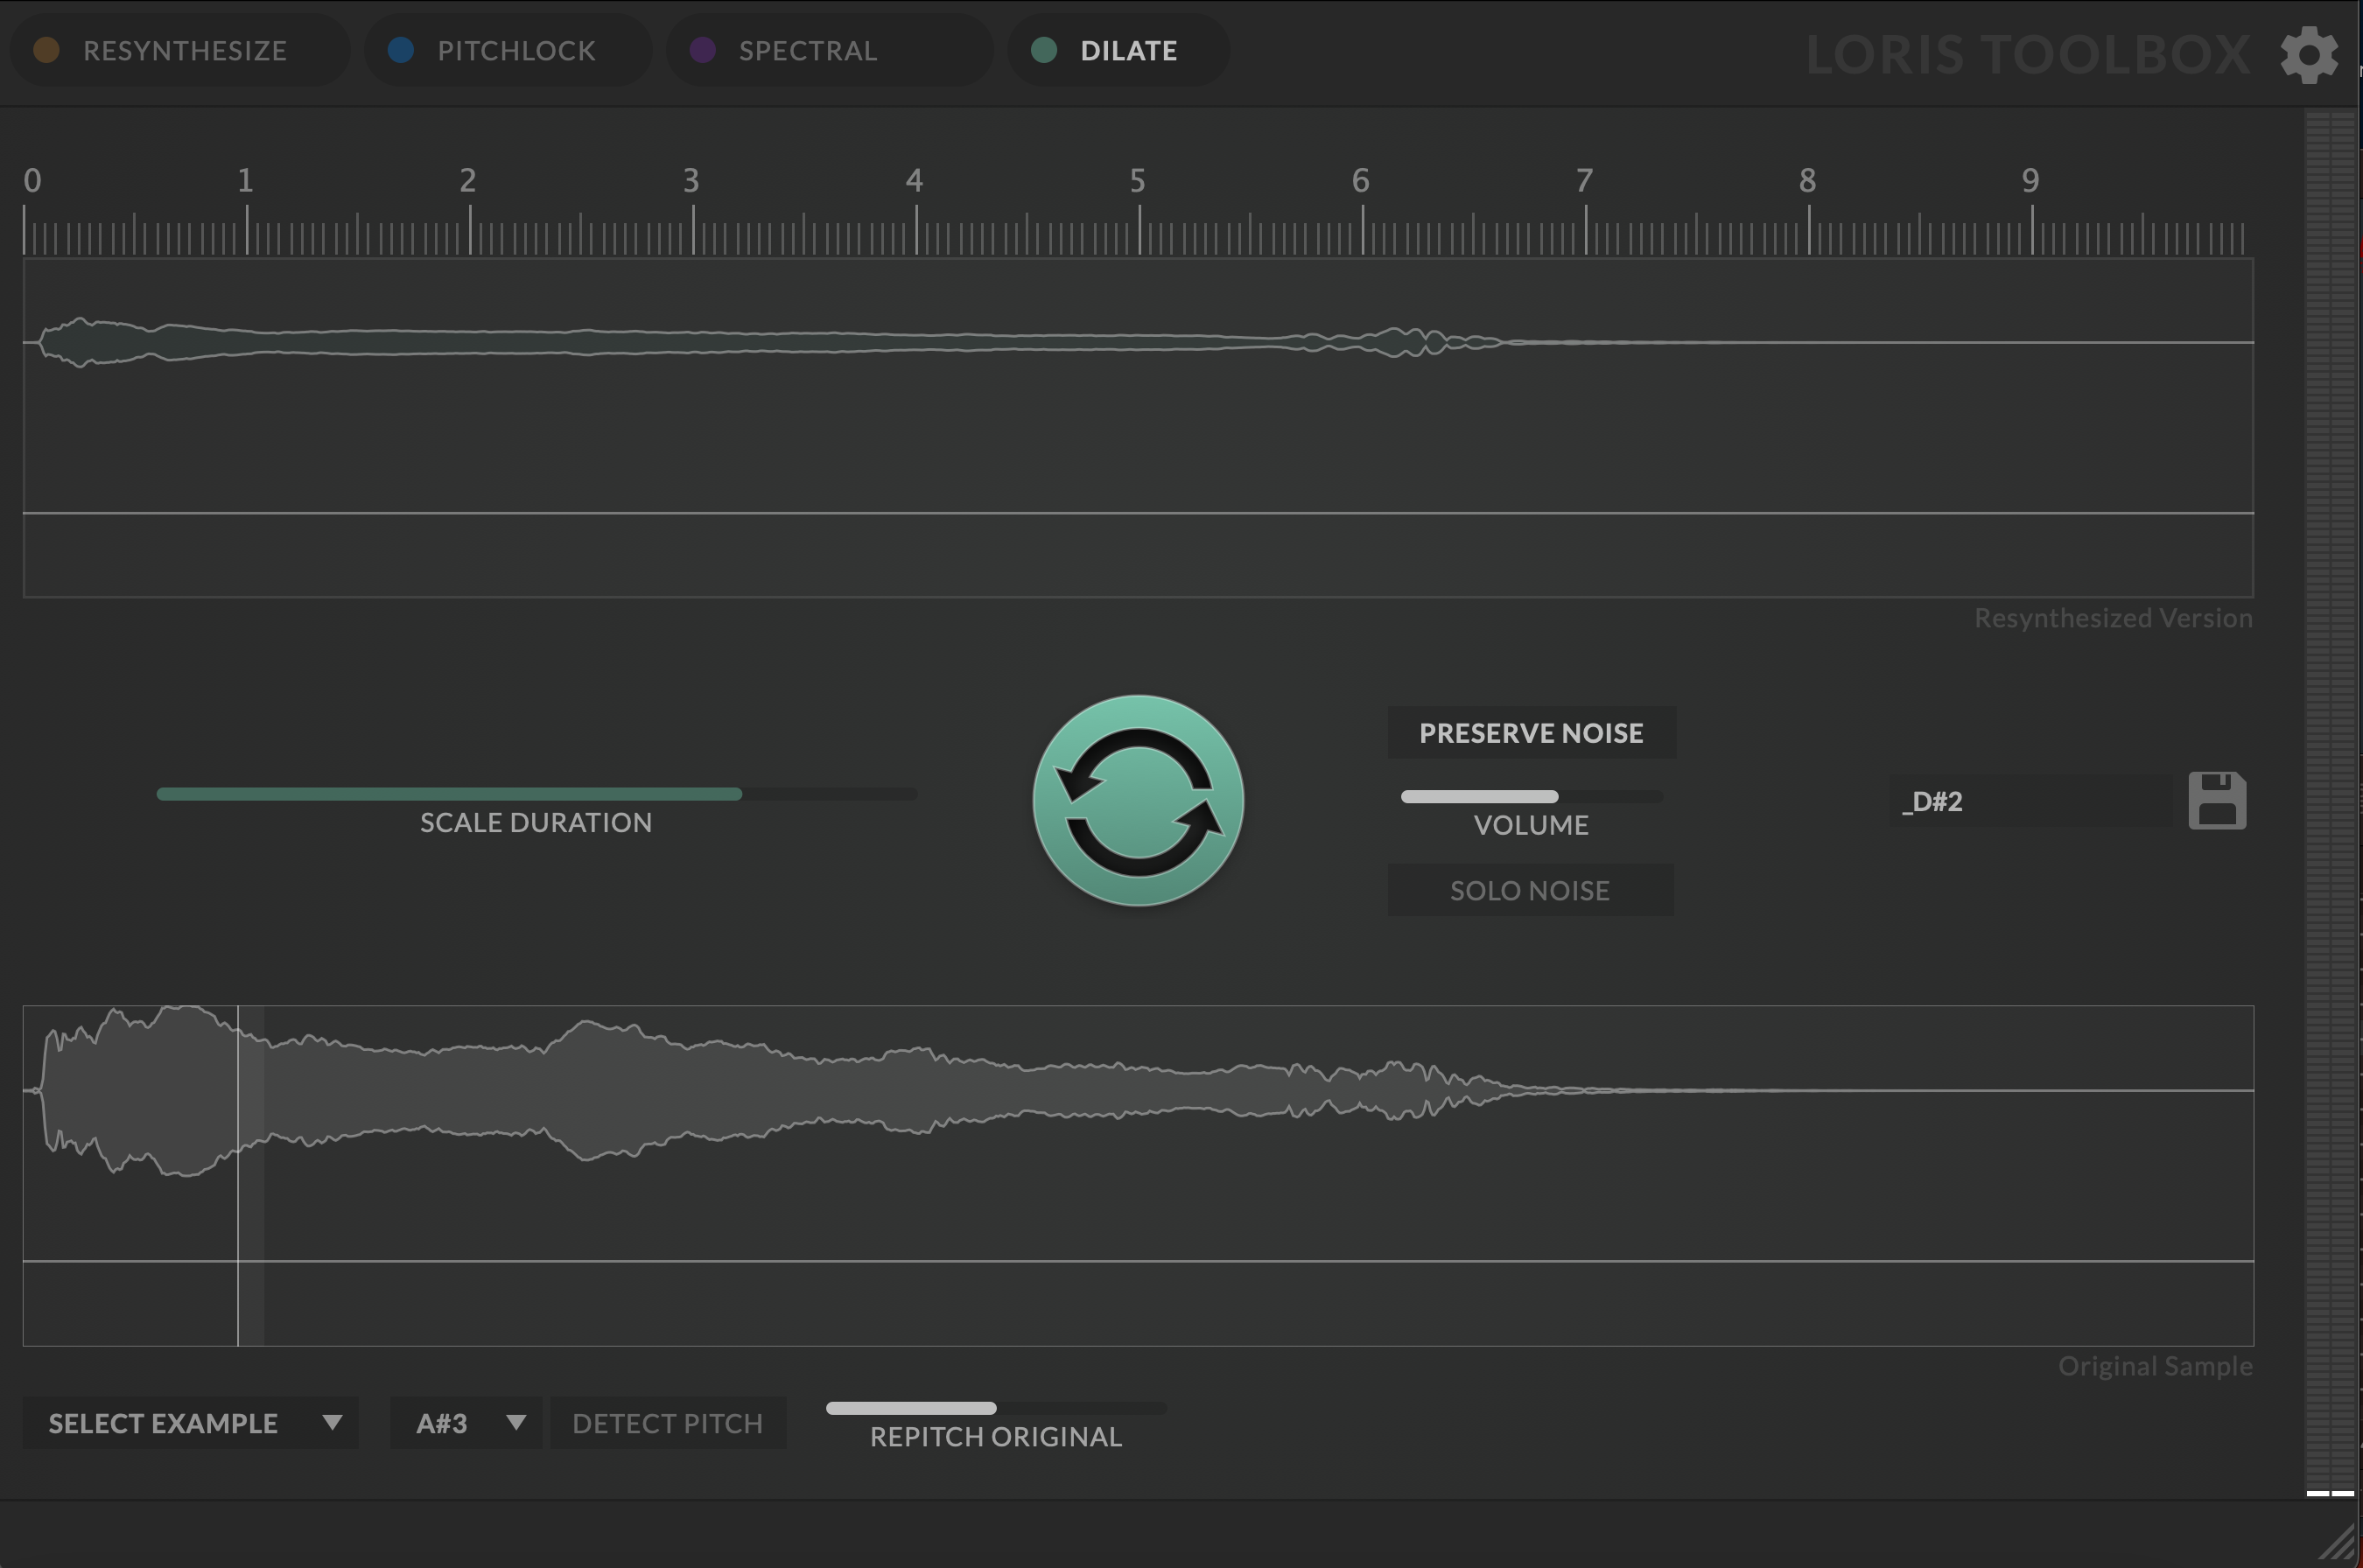 RESYNTHESIZE PITCHLOCK SPECTRAL DILATE LORIS TOOLBOX
0 1 2 3 4 5 6 7 8 9
Resynthesized Version
PRESERVE NOISE
SCALE DURATION
VOLUME
_D#2
SOLO NOISE
Original Sample
SELECT EXAMPLE A#3 DETECT PITCH
REPITCH ORIGINAL